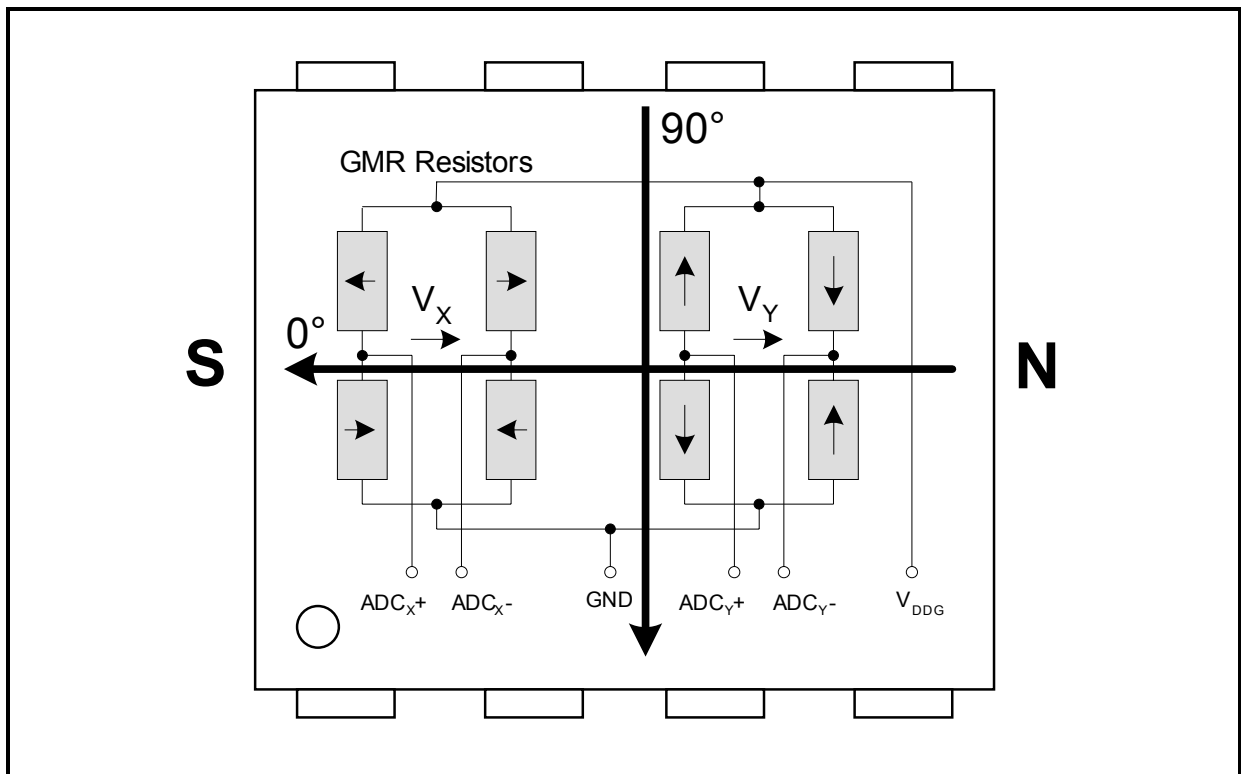 90°
GMR Resistors
V_X
V_Y
0°
S
N
ADC_X+ ADC_X- GND ADC_Y+ ADC_Y- V_DDG